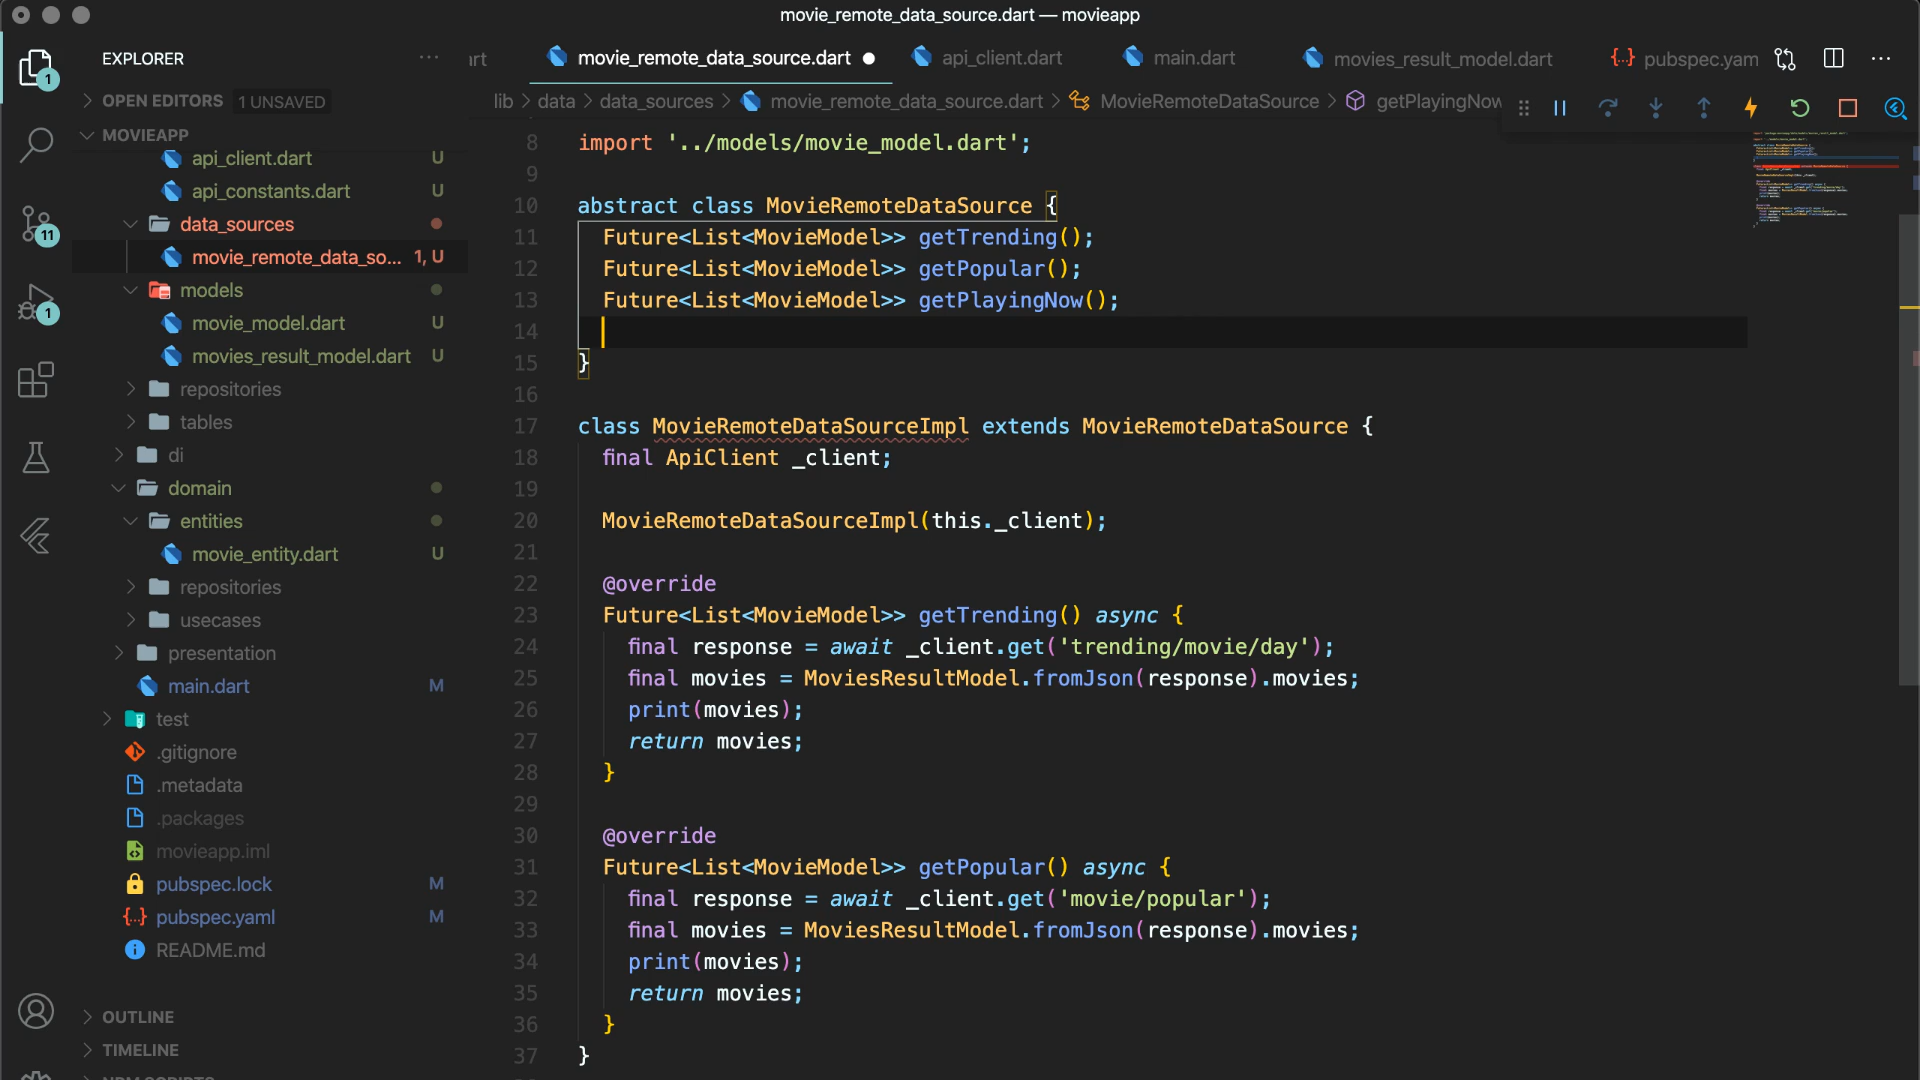 movie_remote_data_source.dart — movieapp
EXPLORER
OPEN EDITORS 1 UNSAVED
MOVIEAPP
api_client.dart U
api_constants.dart U
data_sources
movie_remote_data_so... 1, U
models
movie_model.dart U
movies_result_model.dart U
repositories
tables
di
domain
entities
movie_entity.dart U
repositories
usecases
presentation
main.dart M
test
.gitignore
.metadata
.packages
movieapp.iml
pubspec.lock M
pubspec.yaml M
README.md
OUTLINE
TIMELINE
1
11
1
art movie_remote_data_source.dart api_client.dart main.dart movies_result_model.dart pubspec.yam
lib > data > data_sources > movie_remote_data_source.dart > MovieRemoteDataSource > getPlayingNow
8 import '../models/movie_model.dart';
9
10 abstract class MovieRemoteDataSource {
11 Future<List<MovieModel>> getTrending();
12 Future<List<MovieModel>> getPopular();
13 Future<List<MovieModel>> getPlayingNow();
14
15 }
16
17 class MovieRemoteDataSourceImpl extends MovieRemoteDataSource {
18 final ApiClient _client;
19
20 MovieRemoteDataSourceImpl(this._client);
21
22 @override
23 Future<List<MovieModel>> getTrending() async {
24 final response = await _client.get('trending/movie/day');
25 final movies = MoviesResultModel.fromJson(response).movies;
26 print(movies);
27 return movies;
28 }
29
30 @override
31 Future<List<MovieModel>> getPopular() async {
32 final response = await _client.get('movie/popular');
33 final movies = MoviesResultModel.fromJson(response).movies;
34 print(movies);
35 return movies;
36 }
37 }